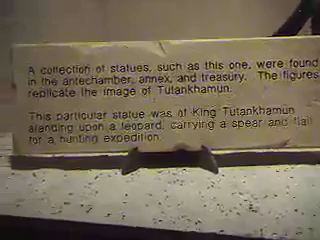 A collection of statues, such as this one, were found
in the antechamber, annex, and treasury. The figures
replicate the image of Tutankhamun.
This particular statue was of King Tutankhamun
standing upon a leopard, carrying a spear and flail
for a hunting expedition.